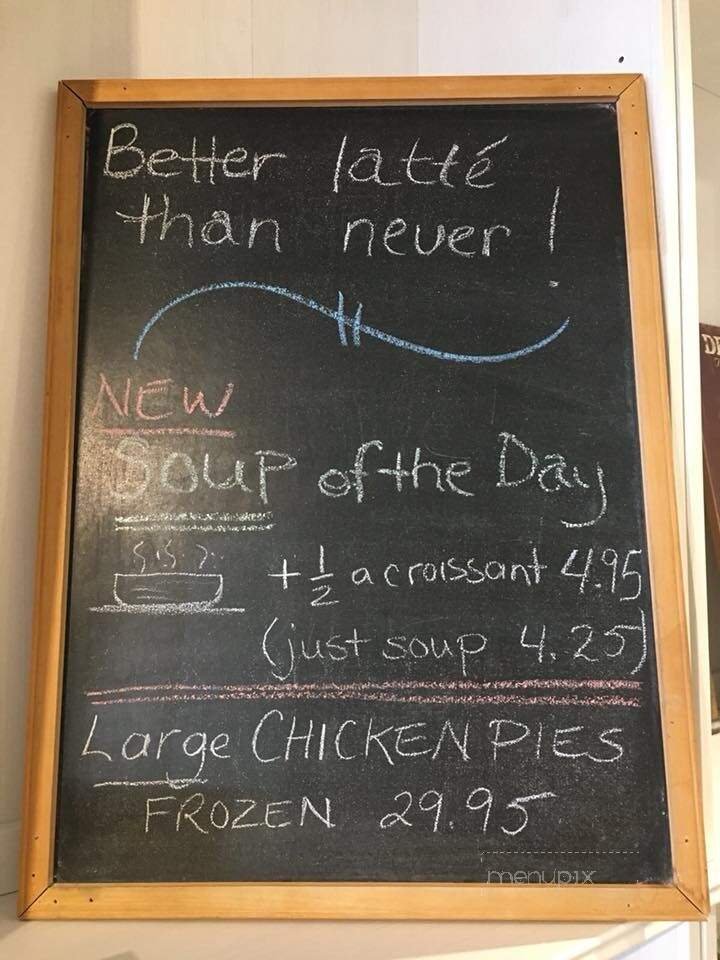 Better latté
than never!
NEW
Soup of the Day
+ 1/2 a croissant 4.95
(just soup 4.25)
Large CHICKEN PIES
FROZEN 29.95
menupix